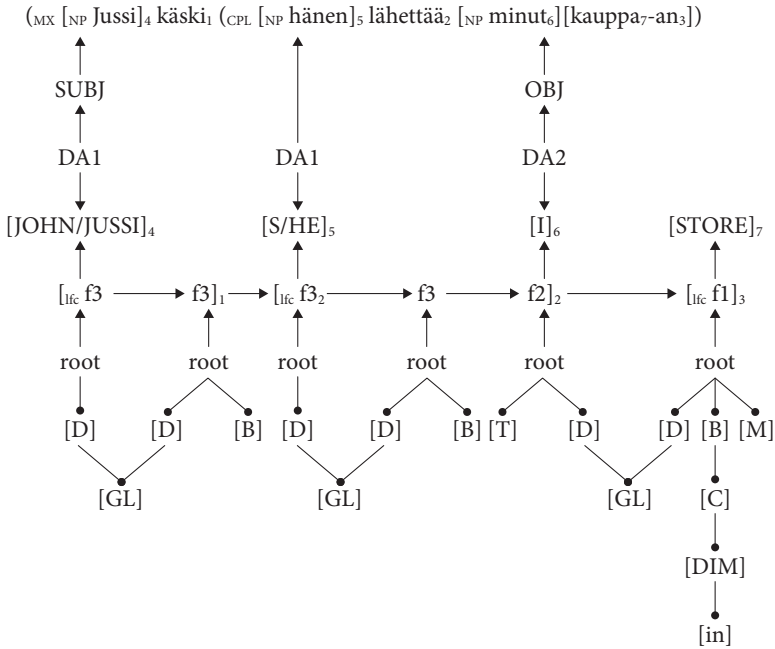 (MX [NP Jussi]₄ käski₁ (CPL [NP hänen]₅ lähettää₂ [NP minut₆][kauppa₇-an₃])
SUBJ OBJ
DA1 DA1 DA2
[JOHN/JUSSI]₄ [S/HE]₅ [I]₆ [STORE]₇
[lfc f3 f3]₁ [lfc f3₂ f3 f2]₂ [lfc f1]₃
root root root root root root
[D] [D] [B] [D] [D] [B] [T] [D] [D] [B] [M]
[GL] [GL] [GL] [C]
[DIM]
[in]